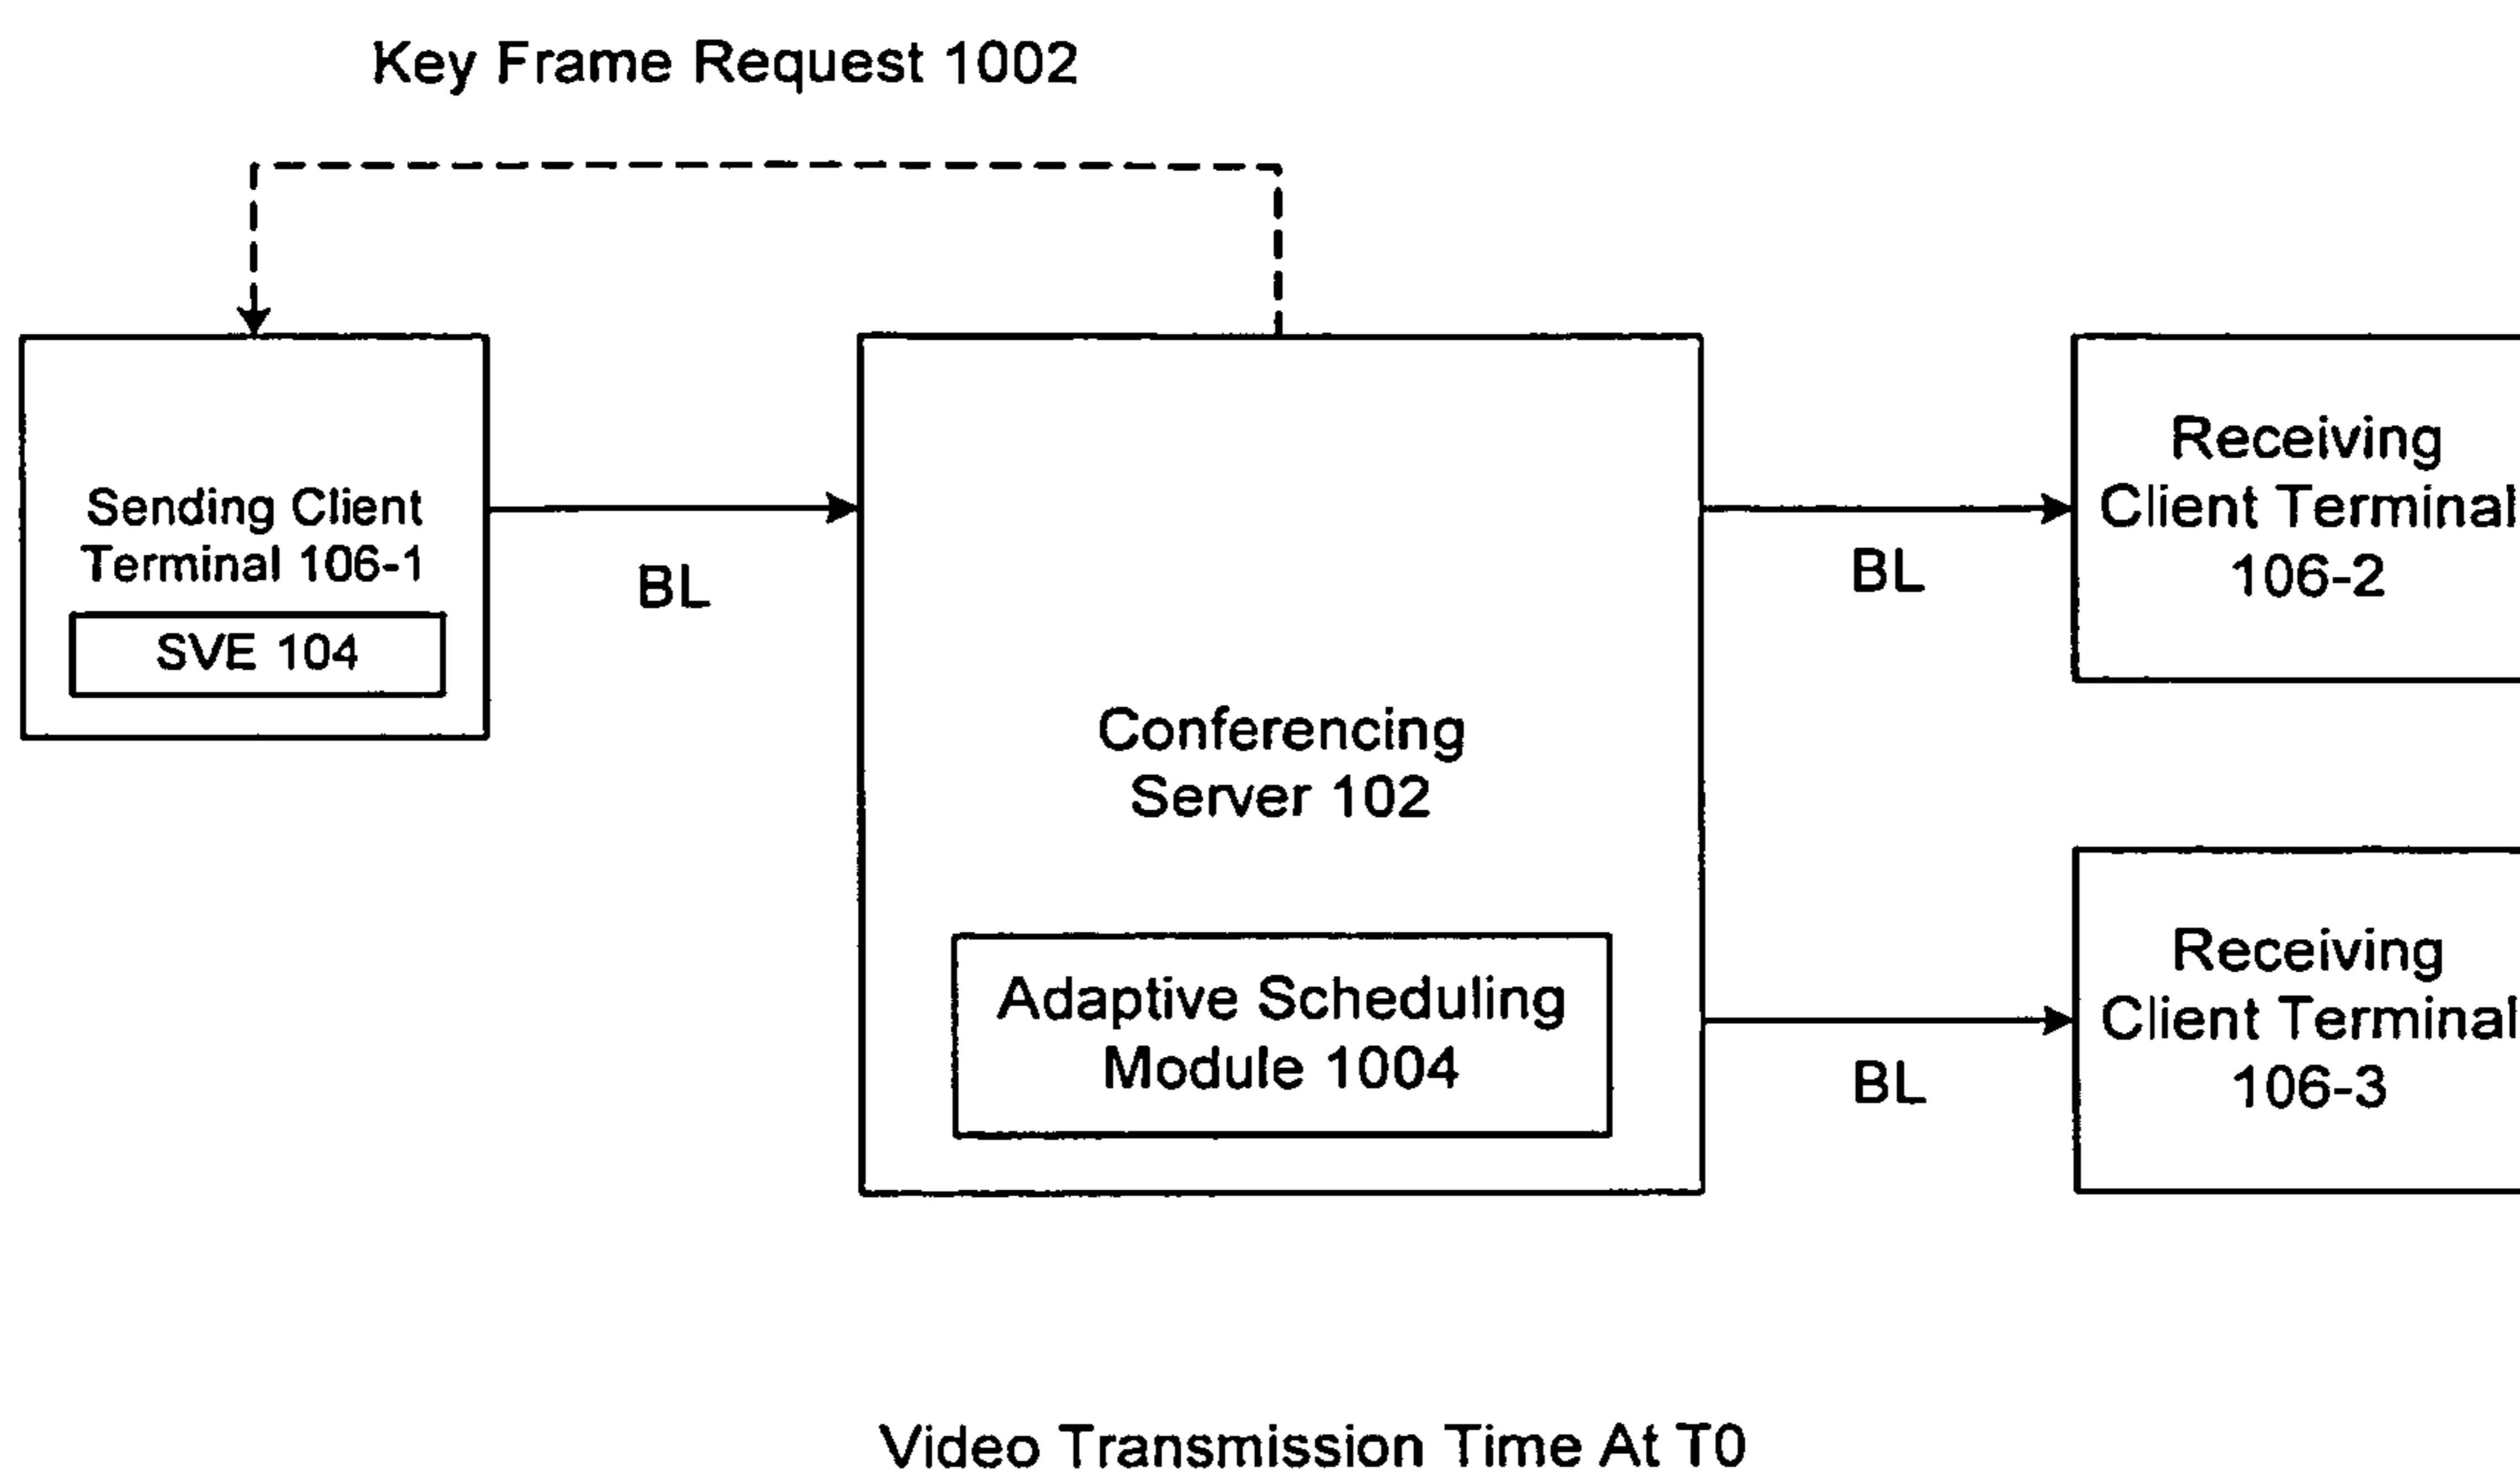 Key Frame Request 1002
Sending Client
Terminal 106-1
SVE 104
BL
Conferencing
Server 102
Adaptive Scheduling
Module 1004
BL
Receiving
Client Terminal
106-2
BL
Receiving
Client Terminal
106-3
Video Transmission Time At T0